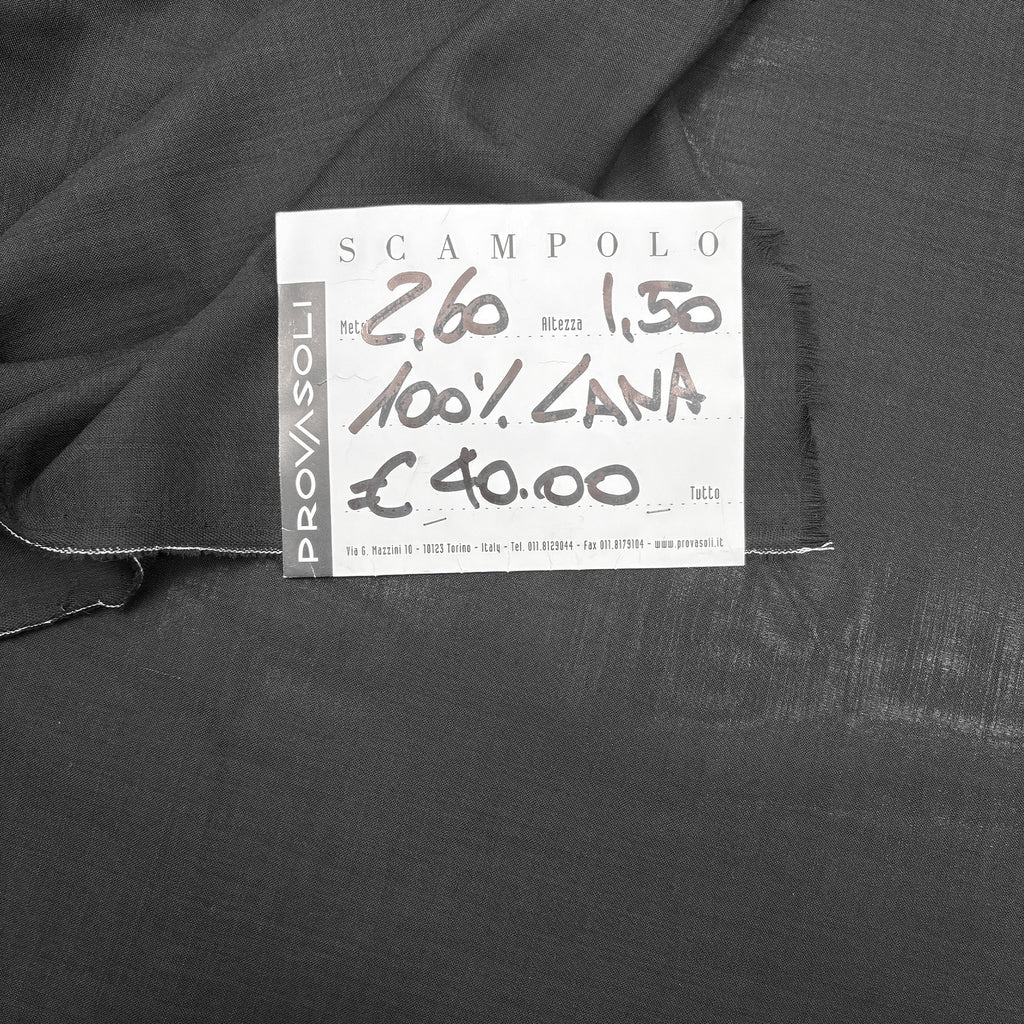 SCAMPOLO
Metri 2,60 Altezza 1,50
100% LANA
€ 40.00 Tutto
Via G. Mazzini 10 - 10123 Torino - Italy - Tel. 011.8129044 - Fax 011.8179104 - www.provasoli.it
PROVASOLI